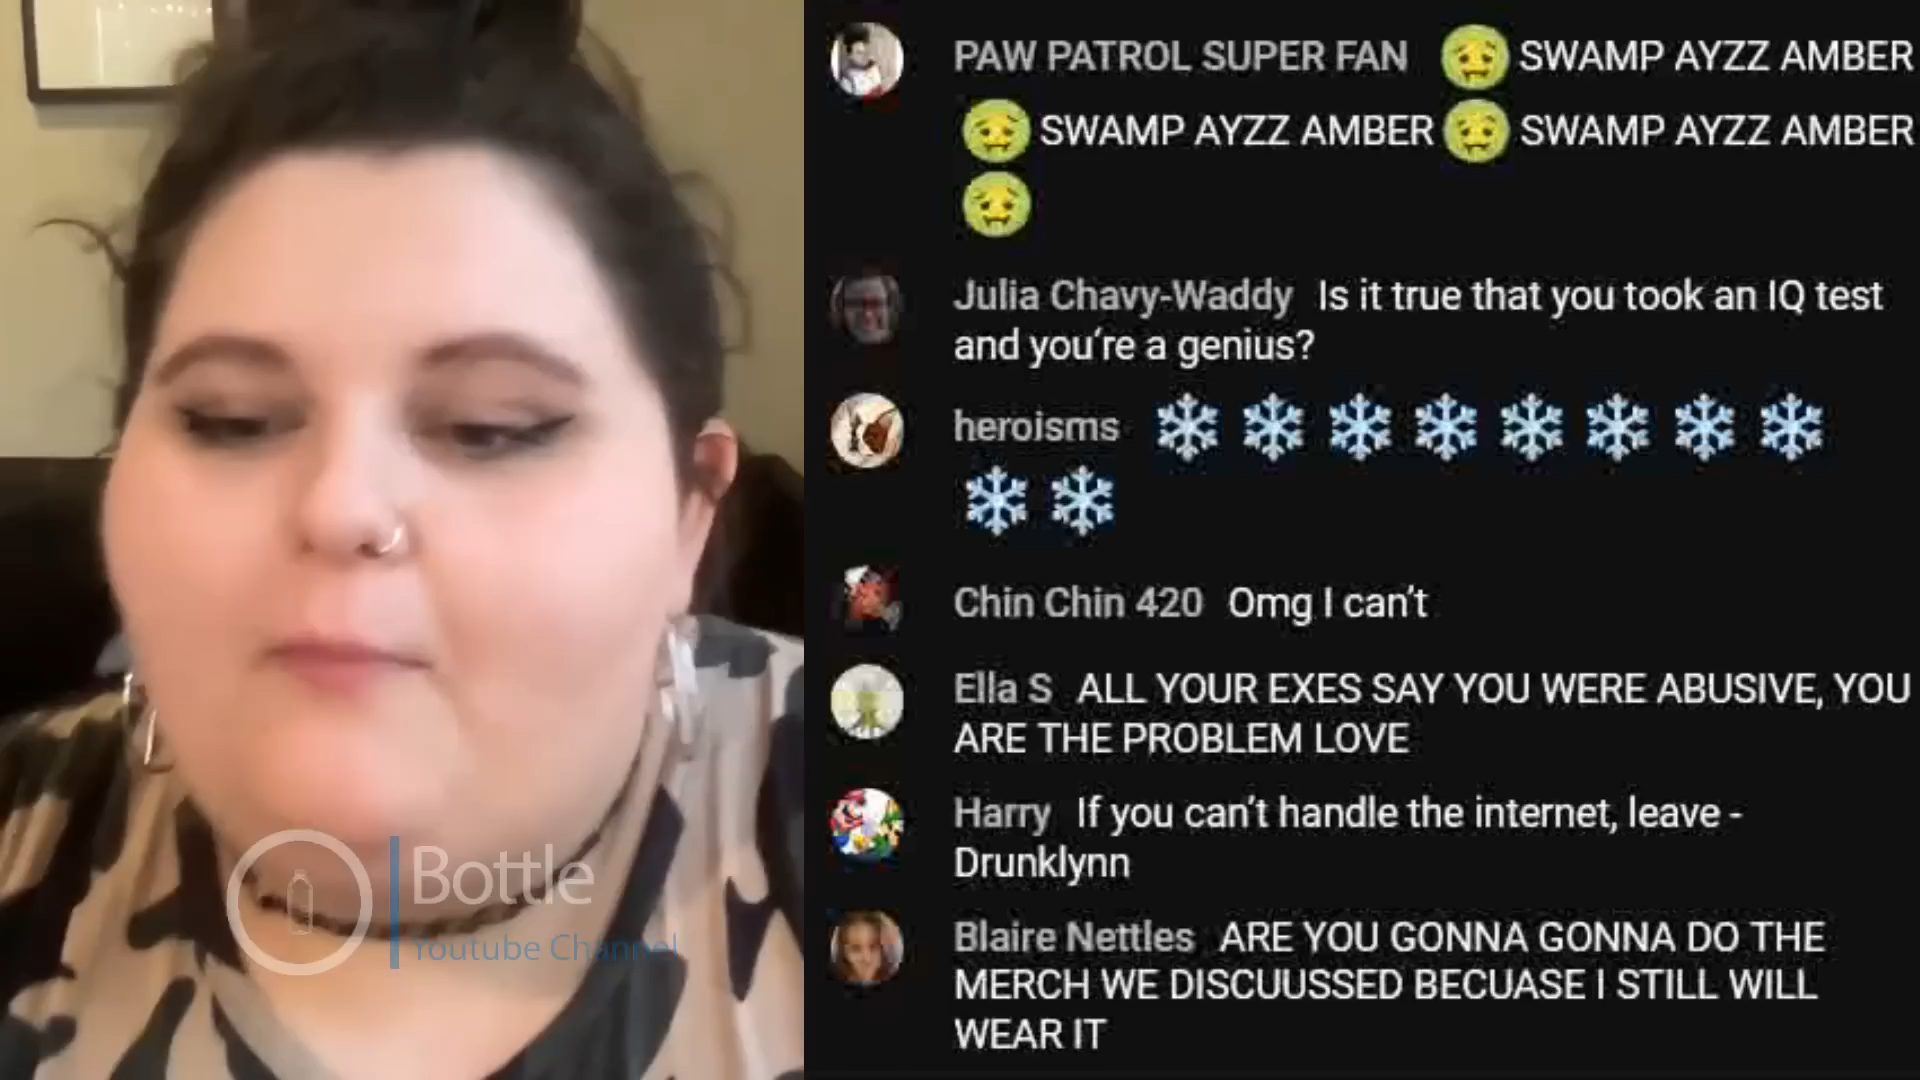 PAW PATROL SUPER FAN 🤢 SWAMP AYZZ AMBER
🤢 SWAMP AYZZ AMBER 🤢 SWAMP AYZZ AMBER
🤢
Julia Chavy-Waddy Is it true that you took an IQ test
and you're a genius?
heroisms ❄ ❄ ❄ ❄ ❄ ❄ ❄ ❄
❄ ❄
Chin Chin 420 Omg I can't
Ella S ALL YOUR EXES SAY YOU WERE ABUSIVE, YOU
ARE THE PROBLEM LOVE
Harry If you can't handle the internet, leave -
Drunklynn
Blaire Nettles ARE YOU GONNA GONNA DO THE
MERCH WE DISCUUSSED BECUASE I STILL WILL
WEAR IT
Bottle
Youtube Channel